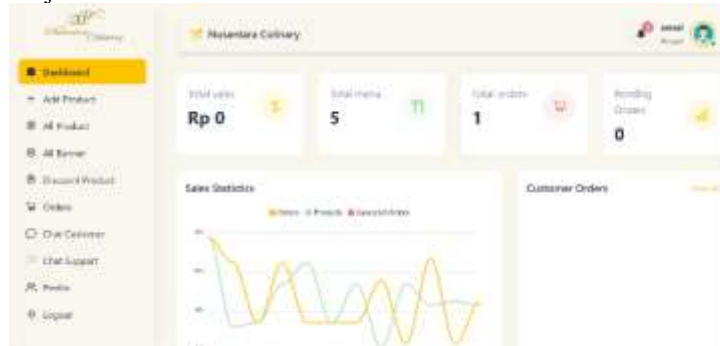 Nusantara Culinary
Dashboard
Add Product
All Product
All Banner
Discount Product
Orders
Chat Customer
Chat Support
Profile
Logout
Total sales
Rp 0
Total menu
5
Total orders
1
Pending
Orders
0
Sales Statistics
Customer Orders